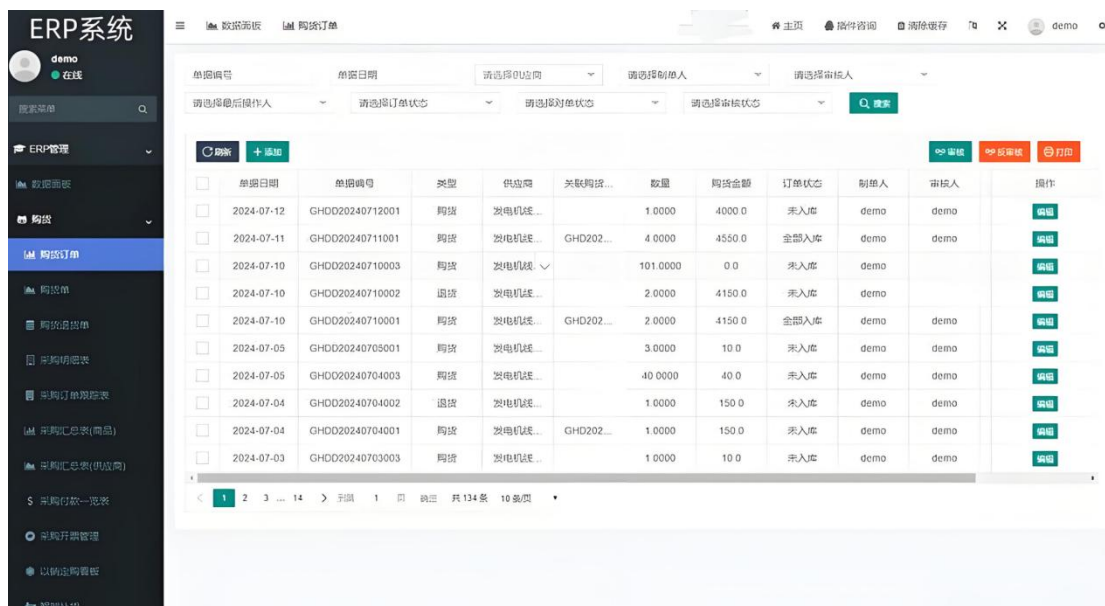 ERP系统
demo
在线
搜索菜单
ERP管理
数据面板
购货
购货订单
购货单
购货退货单
采购明细表
采购订单跟踪表
采购汇总表(商品)
采购汇总表(供应商)
采购付款一览表
采购开票管理
以销定购看板
数据面板 购货订单 主页 插件咨询 清除缓存 demo
单据编号 单据日期 请选择供应商 请选择制单人 请选择审核人
请选择最后操作人 请选择订单状态 请选择对单状态 请选择审核状态 搜索
刷新 添加 审核 反审核 打印
单据日期 单据编号 类型 供应商 关联购货... 数量 购货金额 订单状态 制单人 审核人 操作
2024-07-12 GHDD20240712001 购货 发电机线... 1.0000 4000.0 未入库 demo demo 编辑
2024-07-11 GHDD20240711001 购货 发电机线... GHD202... 4.0000 4550.0 全部入库 demo demo 编辑
2024-07-10 GHDD20240710003 购货 发电机线. 101.0000 0.0 未入库 demo 编辑
2024-07-10 GHDD20240710002 退货 发电机线... 2.0000 4150.0 未入库 demo 编辑
2024-07-10 GHDD20240710001 购货 发电机线... GHD202... 2.0000 4150.0 全部入库 demo demo 编辑
2024-07-05 GHDD20240705001 购货 发电机线... 3.0000 10.0 未入库 demo demo 编辑
2024-07-05 GHDD20240704003 购货 发电机线... 40.0000 40.0 未入库 demo demo 编辑
2024-07-04 GHDD20240704002 退货 发电机线... 1.0000 150.0 未入库 demo demo 编辑
2024-07-04 GHDD20240704001 购货 发电机线... GHD202... 1.0000 150.0 未入库 demo demo 编辑
2024-07-03 GHDD20240703003 购货 发电机线... 1.0000 10.0 未入库 demo demo 编辑
1 2 3 ... 14 到第 1 页 确定 共 134 条 10 条/页